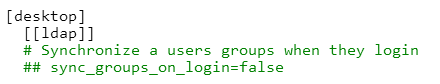 [desktop]
[[ldap]]
# Synchronize a users groups when they login
## sync_groups_on_login=false